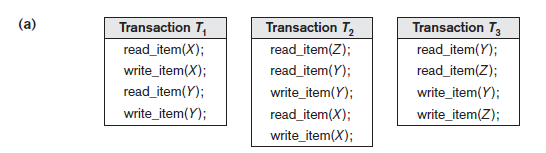 (a)
Transaction T1
read_item(X);
write_item(X);
read_item(Y);
write_item(Y);
Transaction T2
read_item(Z);
read_item(Y);
write_item(Y);
read_item(X);
write_item(X);
Transaction T3
read_item(Y);
read_item(Z);
write_item(Y);
write_item(Z);